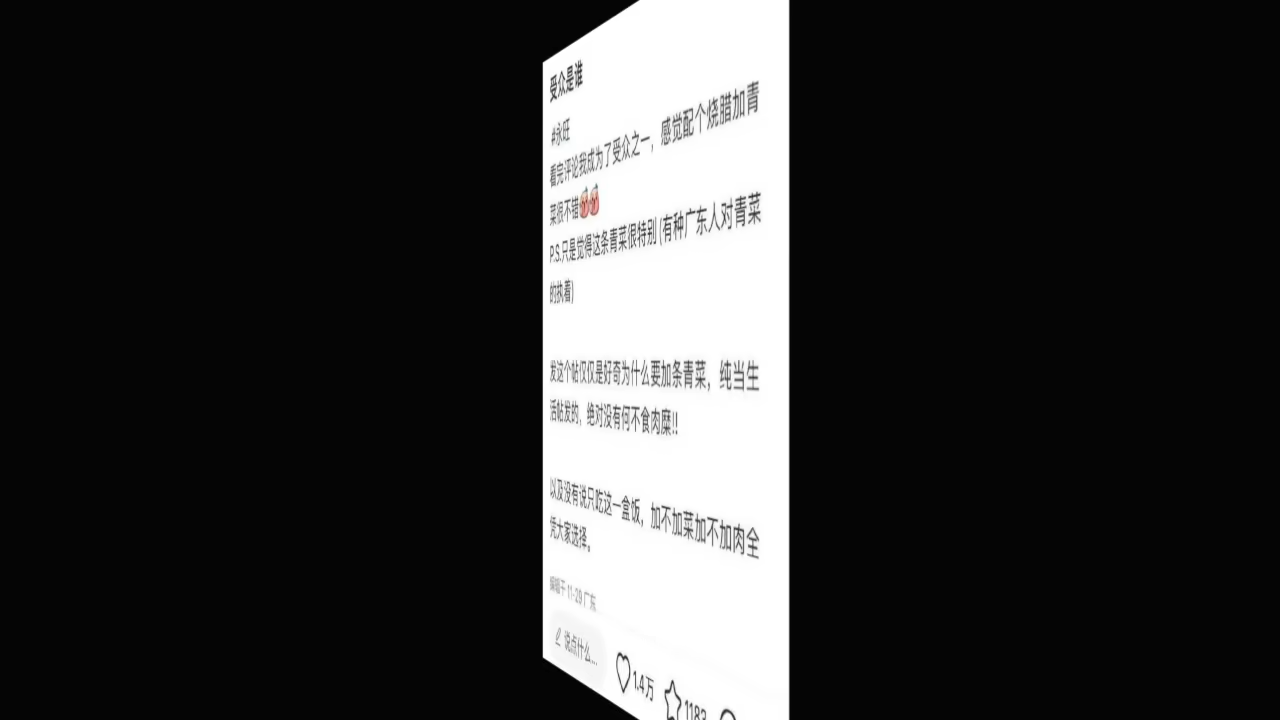 受众是谁
#永旺
看完评论我成为了受众之一，感觉配个烧腊加青
菜很不错
P.S.只是觉得这条青菜很特别 (有种广东人对青菜
的执着)
发这个帖仅仅是好奇为什么要加条青菜，纯当生
活帖发的，绝对没有何不食肉糜!!
以及没有说只吃这一盒饭，加不加菜加不加肉全
凭大家选择。
编辑于 11-29 广东
说点什么...
1.4万
1183